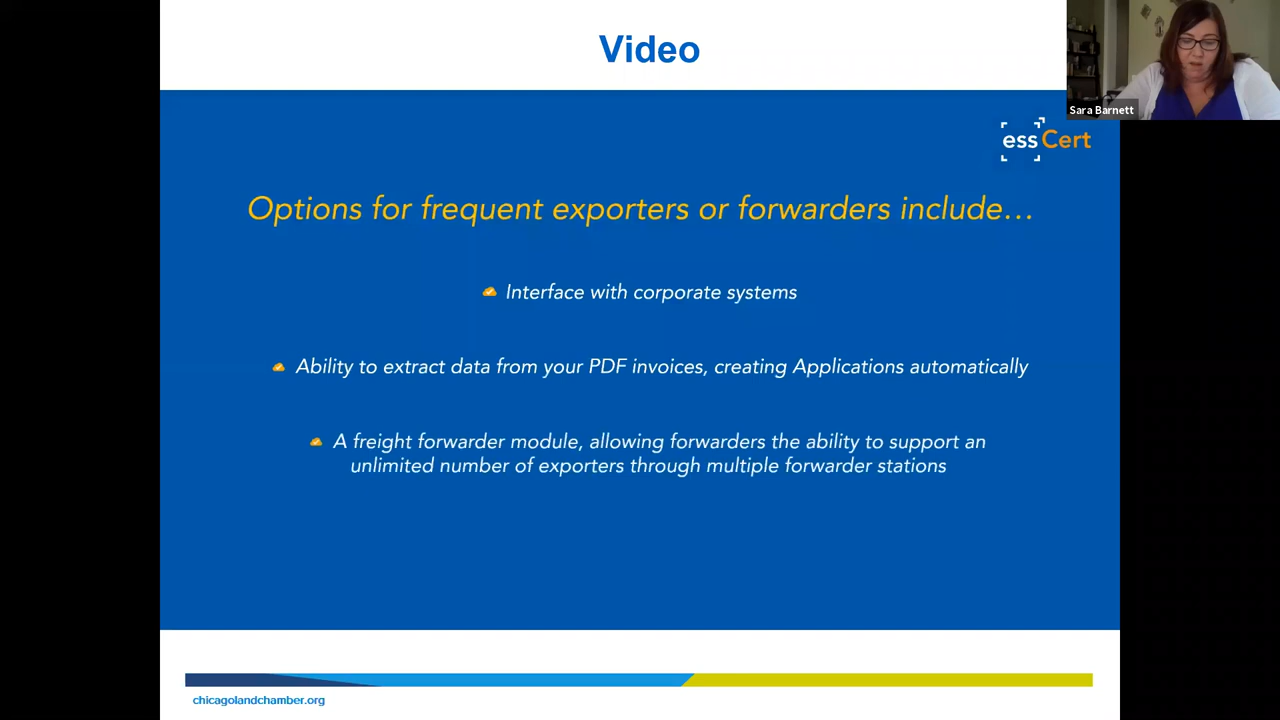 Video
Sara Barnett
ess Cert
Options for frequent exporters or forwarders include…
Interface with corporate systems
Ability to extract data from your PDF invoices, creating Applications automatically
A freight forwarder module, allowing forwarders the ability to support an
unlimited number of exporters through multiple forwarder stations
chicagolandchamber.org